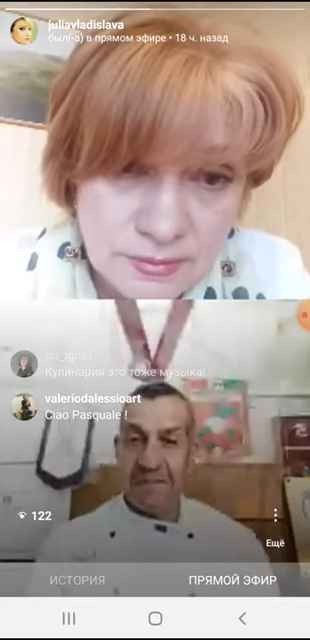 juliavladislava
был(-а) в прямом эфире • 18 ч. назад
Кулинария это тоже музыка!
valeriodalessioart
Ciao Pasquale !
122
Ещё
ИСТОРИЯ
ПРЯМОЙ ЭФИР